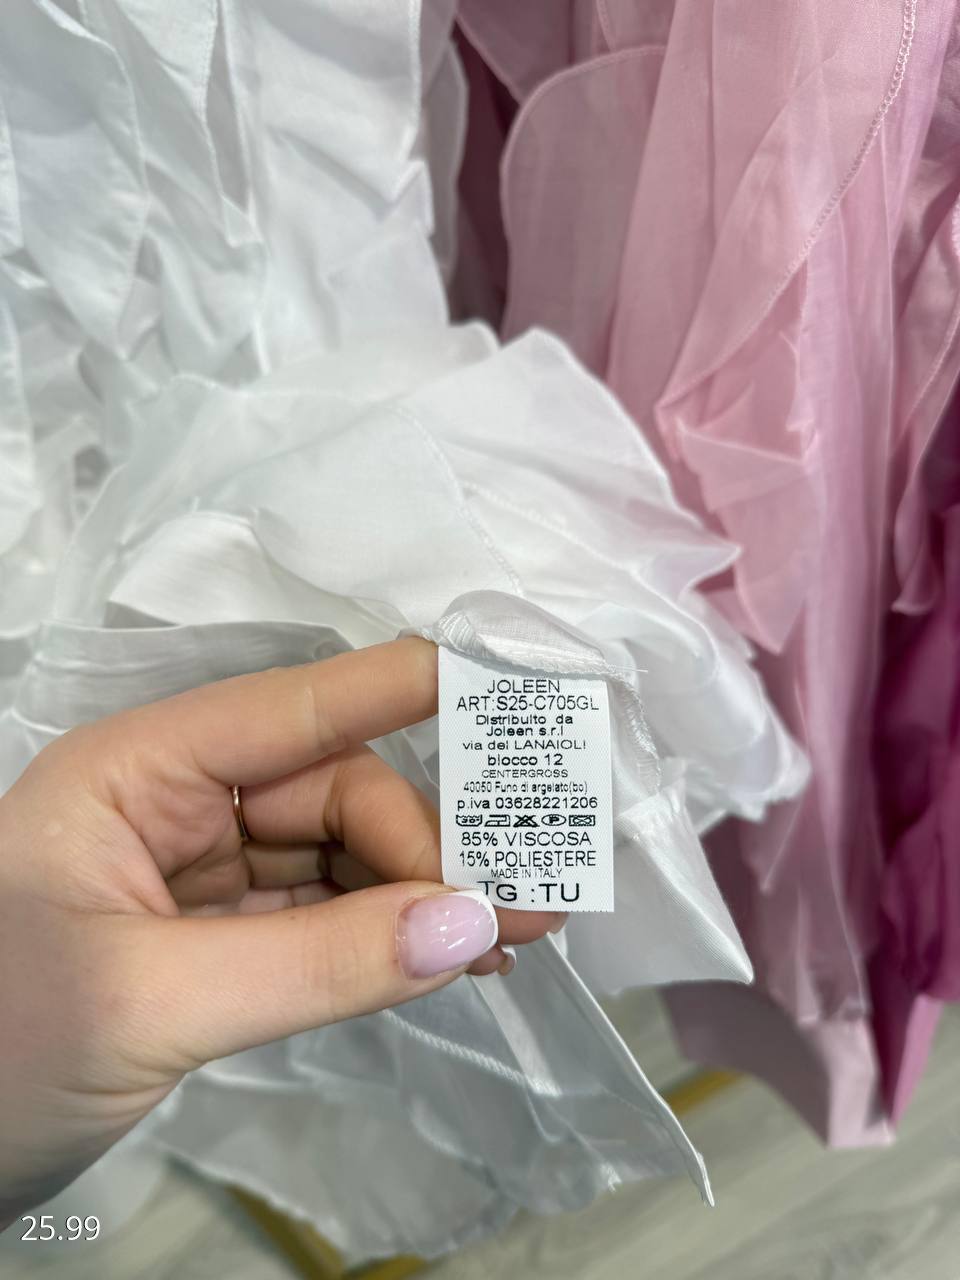 JOLEEN
ART:S25-C705GL
Distribuito da
Joleen s.r.l
via dei LANAIOLI
blocco 12
CENTERGROSS
40050 Funo di argelato(bo)
p.iva 03628221206
85% VISCOSA
15% POLIESTERE
MADE IN ITALY
TG :TU
25.99